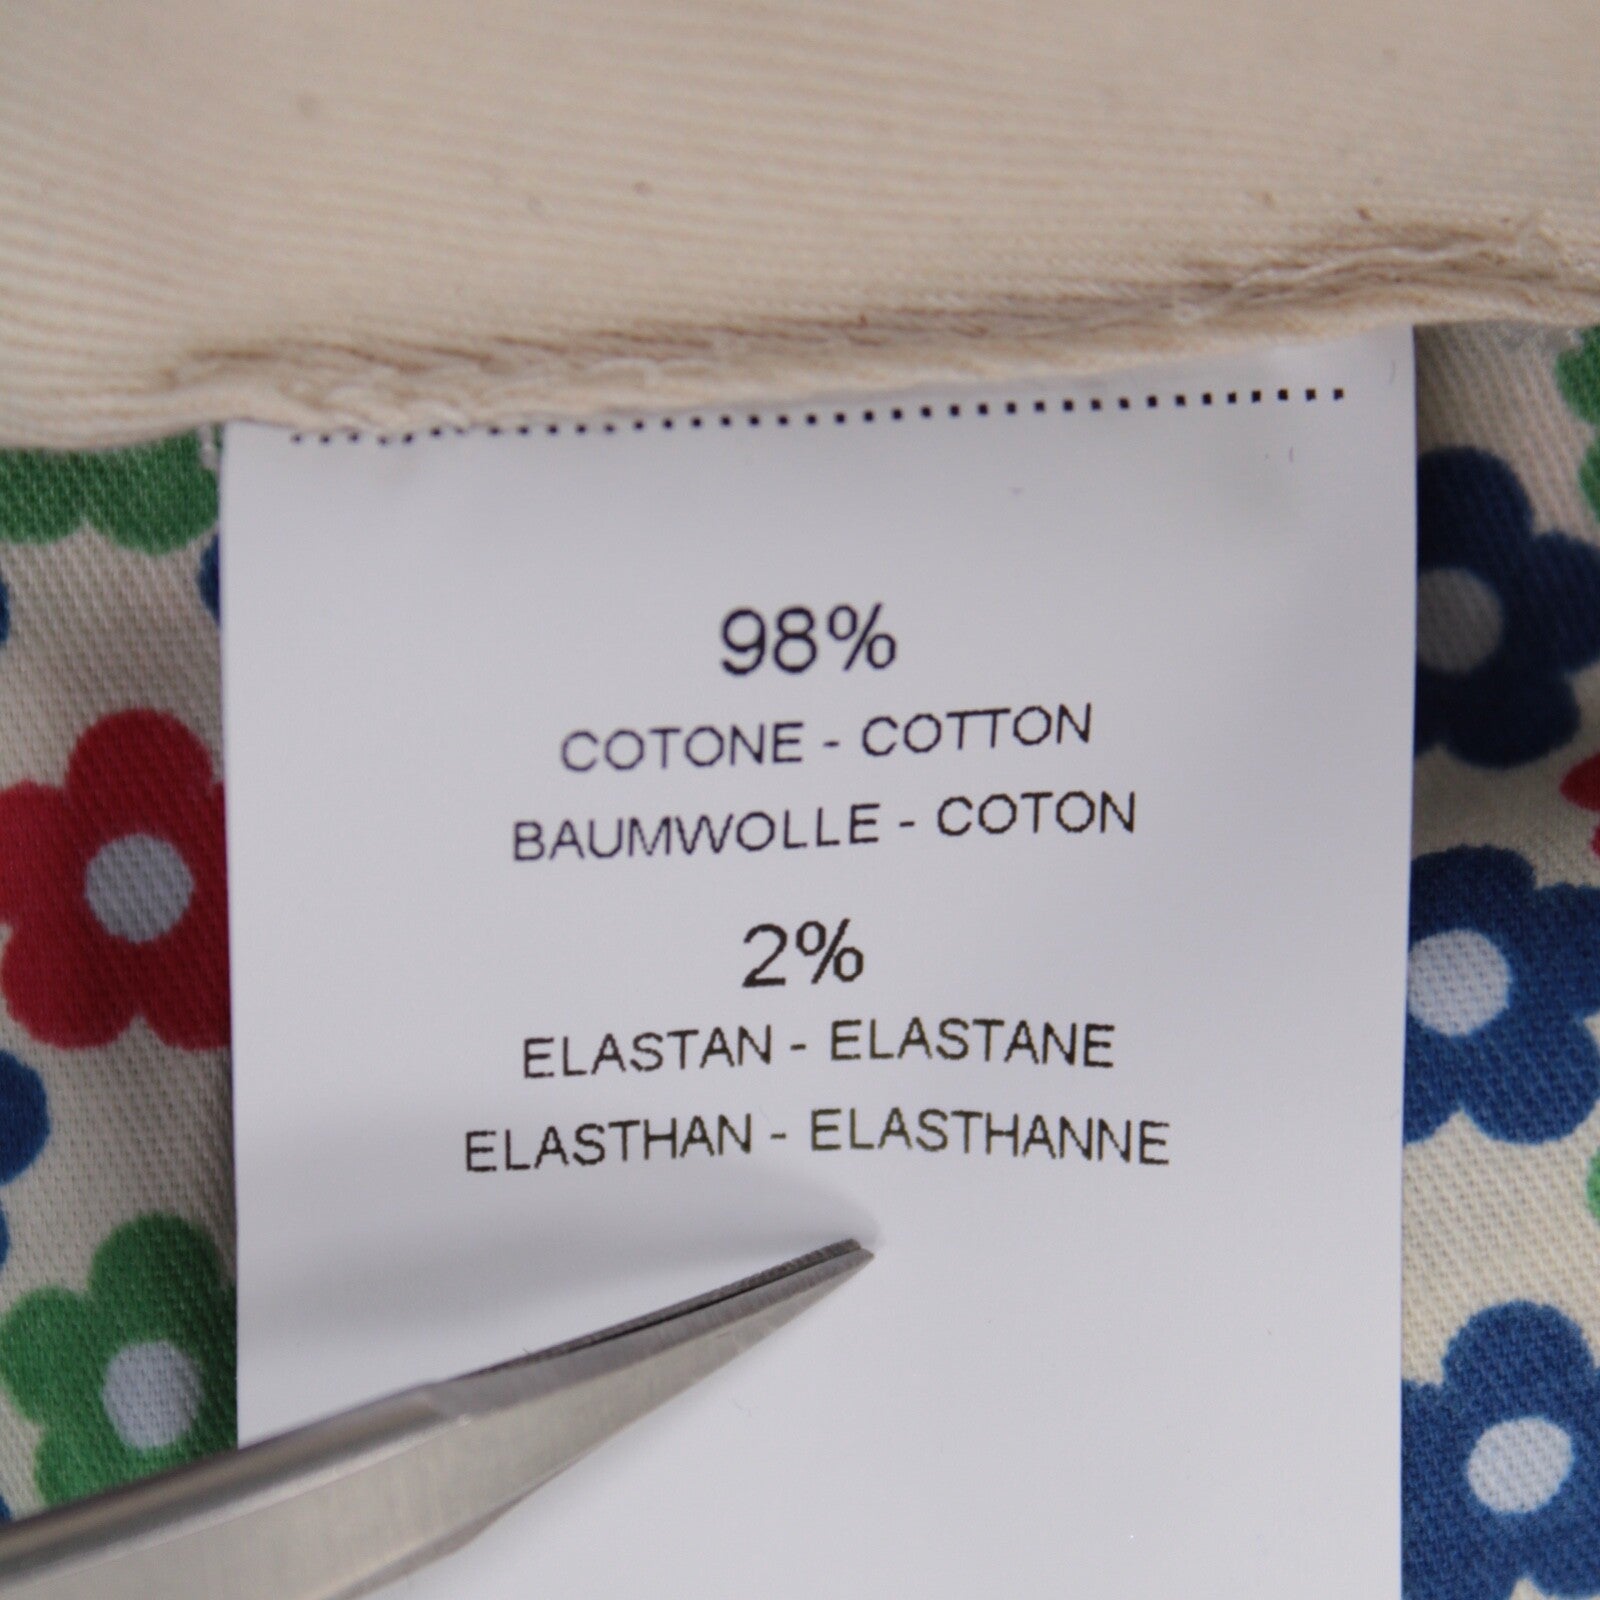 98%
COTONE - COTTON
BAUMWOLLE - COTON
2%
ELASTAN - ELASTANE
ELASTHAN - ELASTHANNE